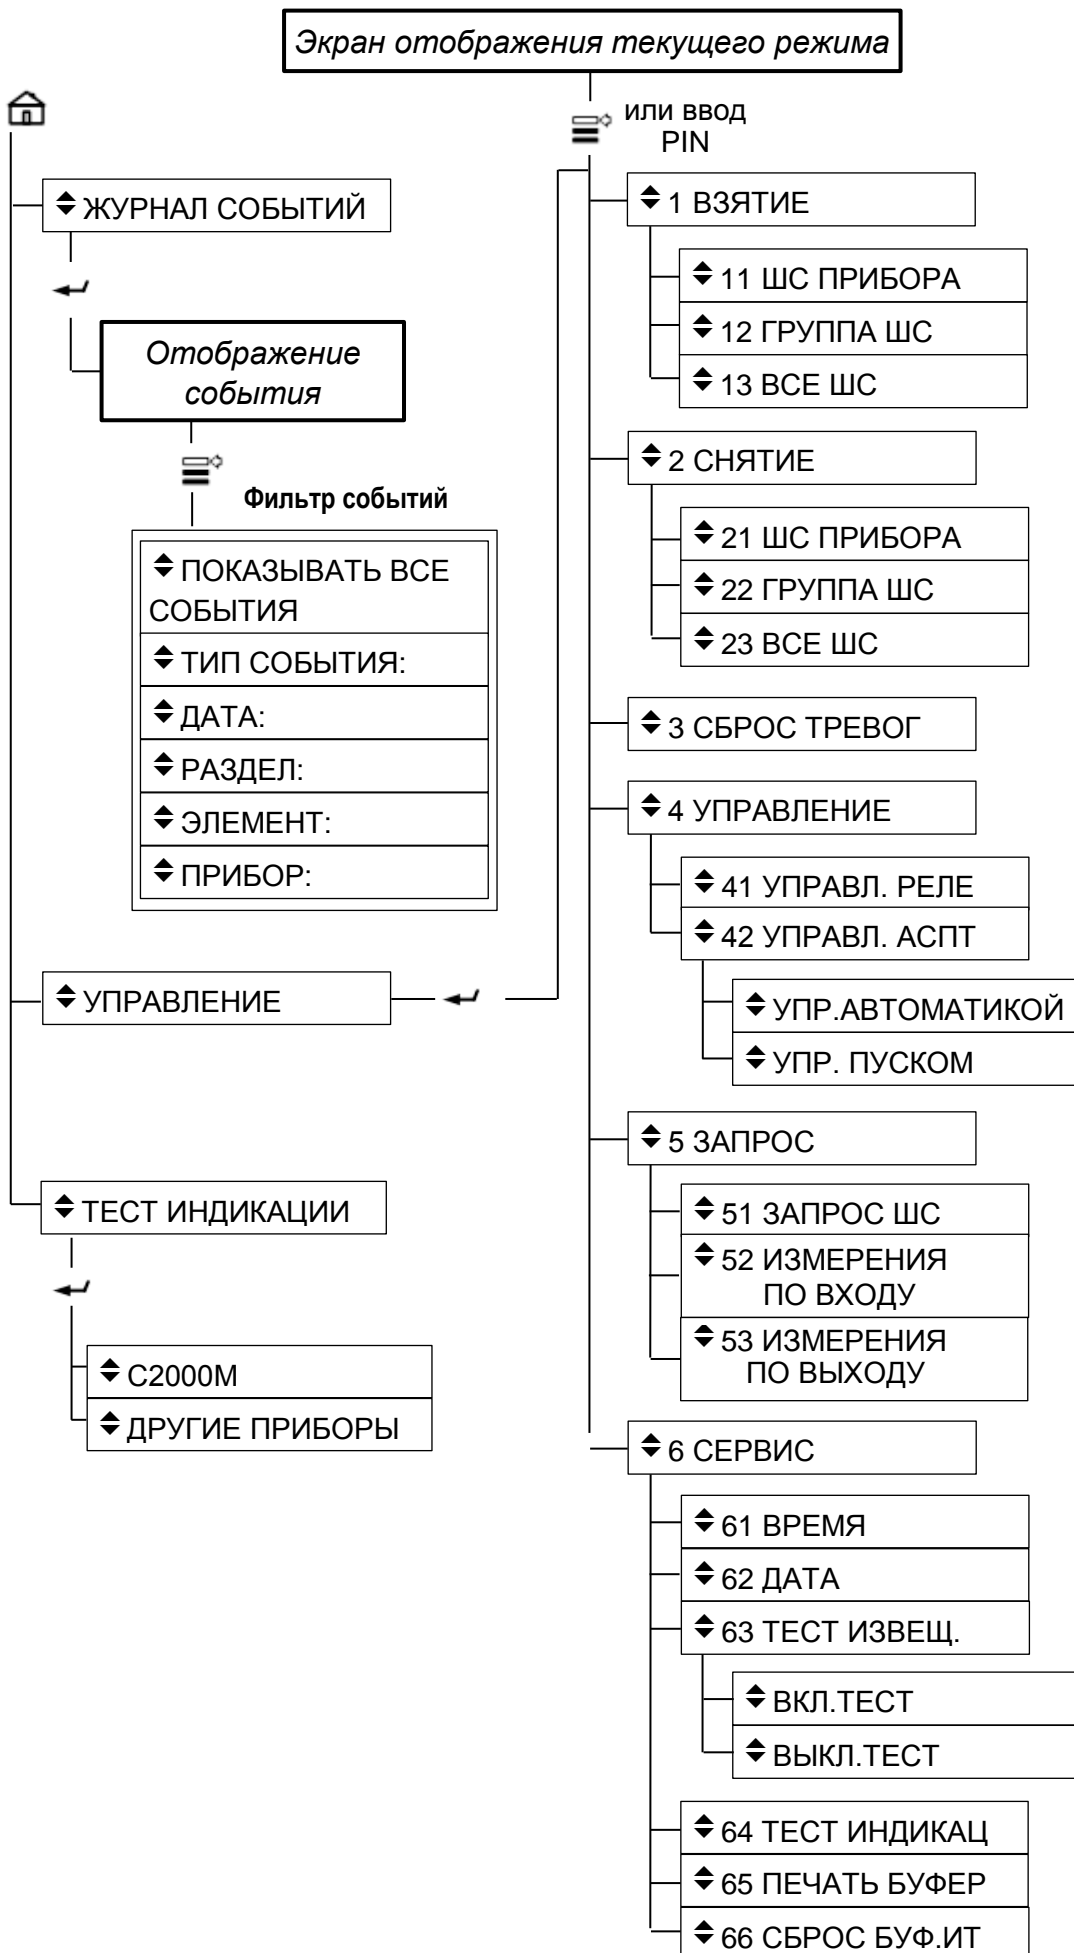 Экран отображения текущего режима
или ввод
PIN
ЖУРНАЛ СОБЫТИЙ
Отображение
события
Фильтр событий
ПОКАЗЫВАТЬ ВСЕ
СОБЫТИЯ
ТИП СОБЫТИЯ:
ДАТА:
РАЗДЕЛ:
ЭЛЕМЕНТ:
ПРИБОР:
УПРАВЛЕНИЕ
ТЕСТ ИНДИКАЦИИ
С2000М
ДРУГИЕ ПРИБОРЫ
1 ВЗЯТИЕ
11 ШС ПРИБОРА
12 ГРУППА ШС
13 ВСЕ ШС
2 СНЯТИЕ
21 ШС ПРИБОРА
22 ГРУППА ШС
23 ВСЕ ШС
3 СБРОС ТРЕВОГ
4 УПРАВЛЕНИЕ
41 УПРАВЛ. РЕЛЕ
42 УПРАВЛ. АСПТ
УПР.АВТОМАТИКОЙ
УПР. ПУСКОМ
5 ЗАПРОС
51 ЗАПРОС ШС
52 ИЗМЕРЕНИЯ
ПО ВХОДУ
53 ИЗМЕРЕНИЯ
ПО ВЫХОДУ
6 СЕРВИС
61 ВРЕМЯ
62 ДАТА
63 ТЕСТ ИЗВЕЩ.
ВКЛ.ТЕСТ
ВЫКЛ.ТЕСТ
64 ТЕСТ ИНДИКАЦ
65 ПЕЧАТЬ БУФЕР
66 СБРОС БУФ.ИТ